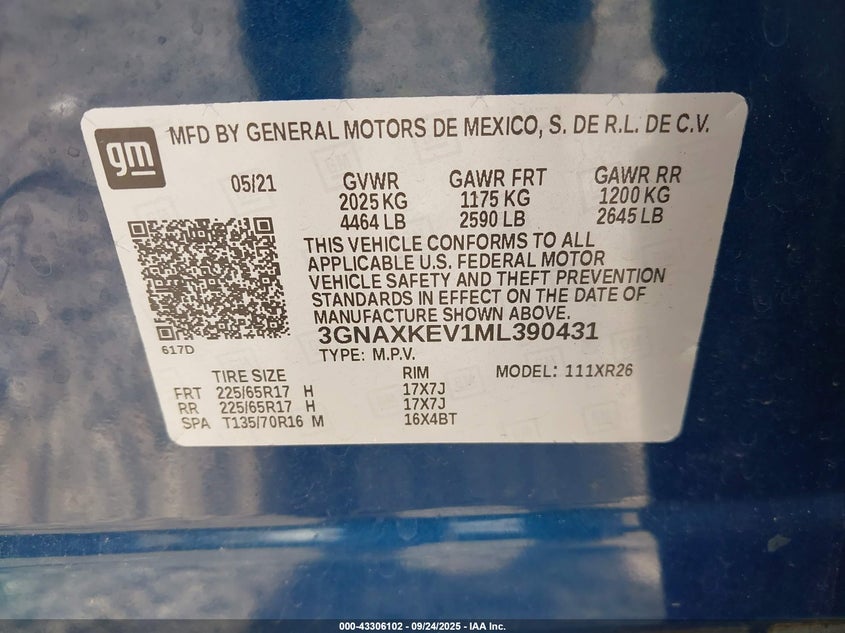 gm
MFD BY GENERAL MOTORS DE MEXICO, S. DE R.L. DE C.V.
05/21 GVWR GAWR FRT GAWR RR
2025 KG 1175 KG 1200 KG
4464 LB 2590 LB 2645 LB
THIS VEHICLE CONFORMS TO ALL
APPLICABLE U.S. FEDERAL MOTOR
VEHICLE SAFETY AND THEFT PREVENTION
STANDARDS IN EFFECT ON THE DATE OF
MANUFACTURE SHOWN ABOVE.
617D
3GNAXKEV1ML390431
TYPE: M.P.V.
TIRE SIZE RIM MODEL: 111XR26
FRT 225/65R17 H 17X7J
RR 225/65R17 H 17X7J
SPA T135/70R16 M 16X4BT
000-43306102 - 09/24/2025 - IAA Inc.